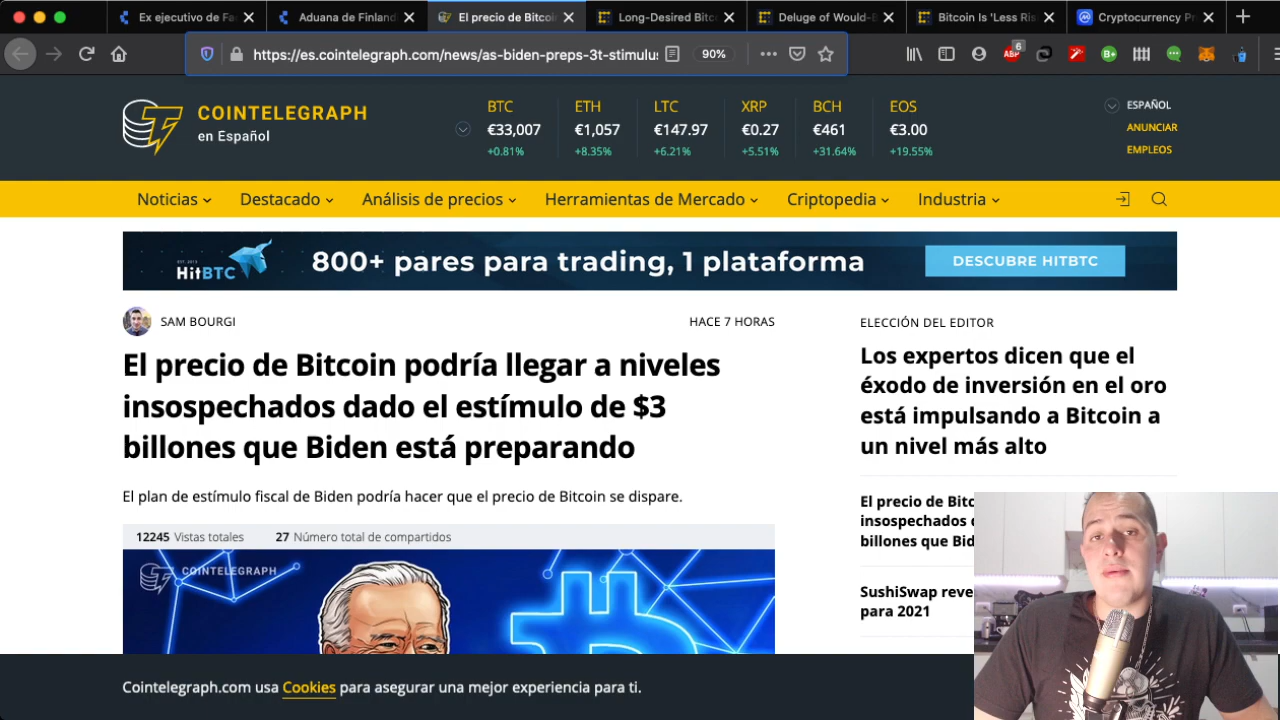 Ex ejecutivo de Fa
Aduana de Finland
El precio de Bitcoi
Long-Desired Bitc
Deluge of Would-B
Bitcoin Is 'Less Ris
Cryptocurrency Pr
https://es.cointelegraph.com/news/as-biden-preps-3t-stimulus
90%
6
ABP
B+
COINTELEGRAPH
en Español
BTC ETH LTC XRP BCH EOS
€33,007 €1,057 €147.97 €0.27 €461 €3.00
+0.81% +8.35% +6.21% +5.51% +31.64% +19.55%
ESPAÑOL
ANUNCIAR
EMPLEOS
Noticias Destacado Análisis de precios Herramientas de Mercado Criptopedia Industria
HitBTC
800+ pares para trading, 1 plataforma
DESCUBRE HITBTC
SAM BOURGI
HACE 7 HORAS
El precio de Bitcoin podría llegar a niveles
insospechados dado el estímulo de $3
billones que Biden está preparando
El plan de estímulo fiscal de Biden podría hacer que el precio de Bitcoin se dispare.
12245 Vistas totales 27 Número total de compartidos
COINTELEGRAPH
ELECCIÓN DEL EDITOR
Los expertos dicen que el
éxodo de inversión en el oro
está impulsando a Bitcoin a
un nivel más alto
El precio de Bitc
insospechados d
billones que Bid
SushiSwap reve
para 2021
Cointelegraph.com usa Cookies para asegurar una mejor experiencia para ti.